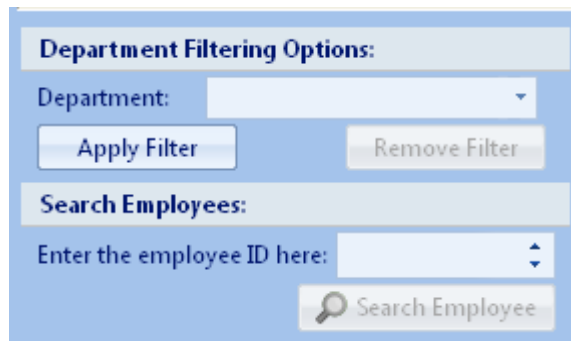 Department Filtering Options:
Department:
Apply Filter Remove Filter
Search Employees:
Enter the employee ID here:
Search Employee